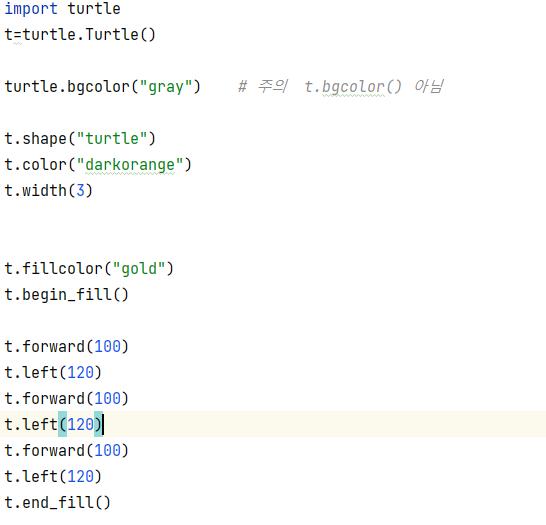 import turtle
t=turtle.Turtle()
turtle.bgcolor("gray")    # 주의  t.bgcolor() 아님
t.shape("turtle")
t.color("darkorange")
t.width(3)
t.fillcolor("gold")
t.begin_fill()
t.forward(100)
t.left(120)
t.forward(100)
t.left(120)
t.forward(100)
t.left(120)
t.end_fill()